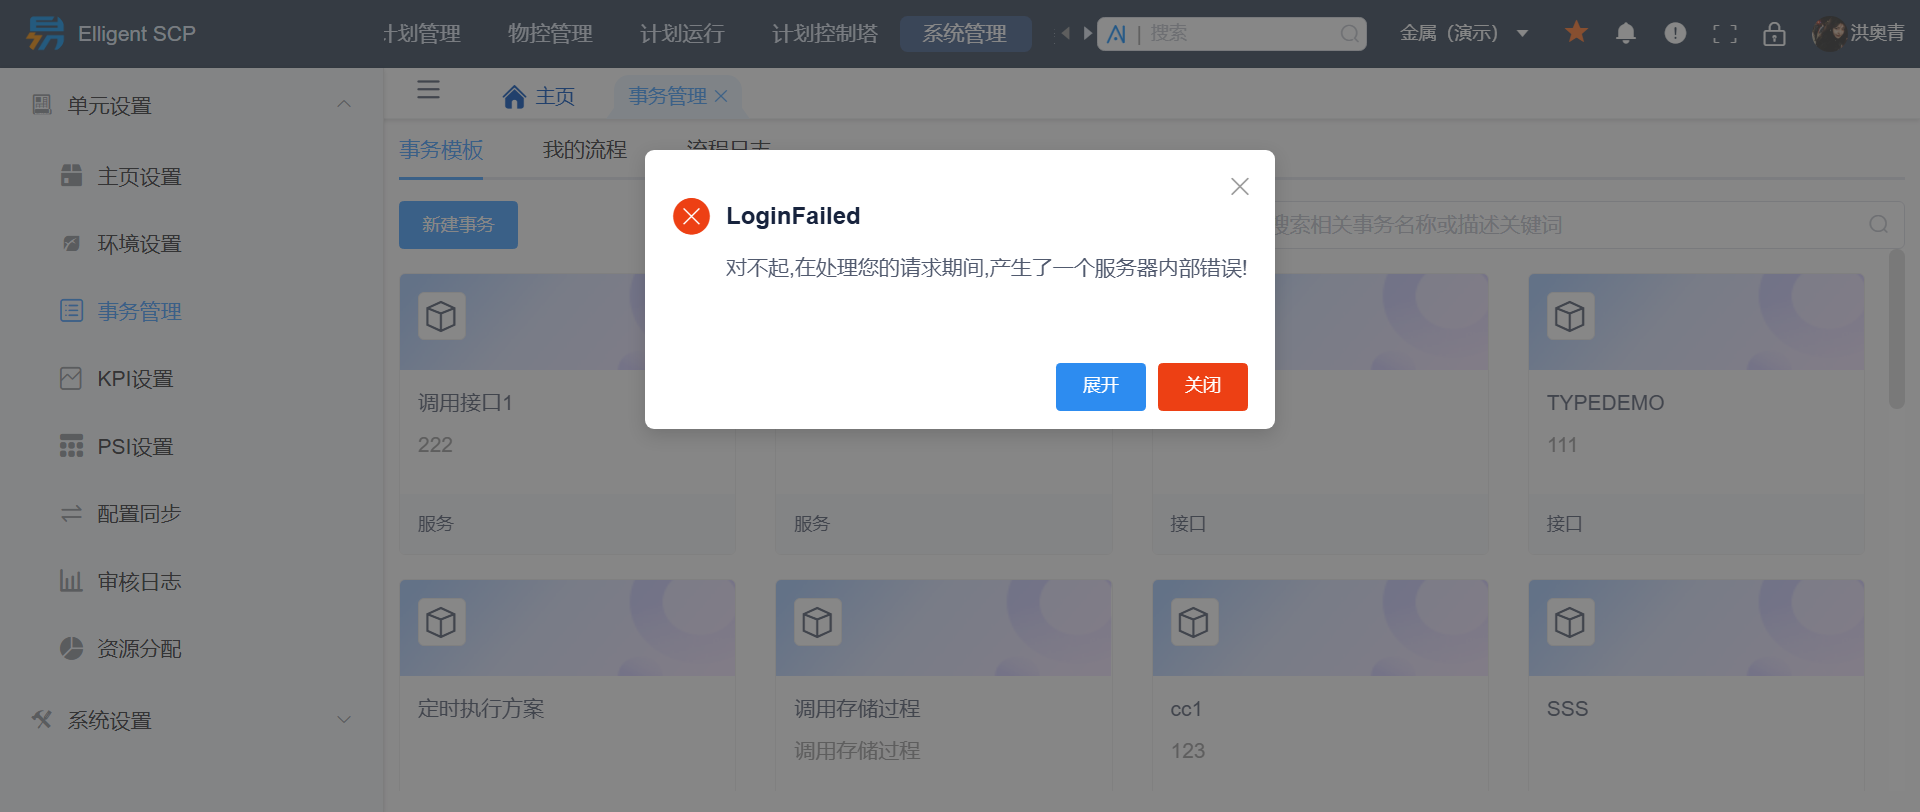 Elligent SCP
计划管理
物控管理
计划运行
计划控制塔
系统管理
搜索
金属（演示）
洪奥青
单元设置
主页设置
环境设置
事务管理
KPI设置
PSI设置
配置同步
审核日志
资源分配
系统设置
主页
事务管理
事务模板
我的流程
流程日志
新建事务
搜索相关事务名称或描述关键词
LoginFailed
对不起,在处理您的请求期间,产生了一个服务器内部错误!
展开
关闭
调用接口1
222
服务
服务
接口
TYPEDEMO
111
接口
定时执行方案
调用存储过程
调用存储过程
cc1
123
SSS